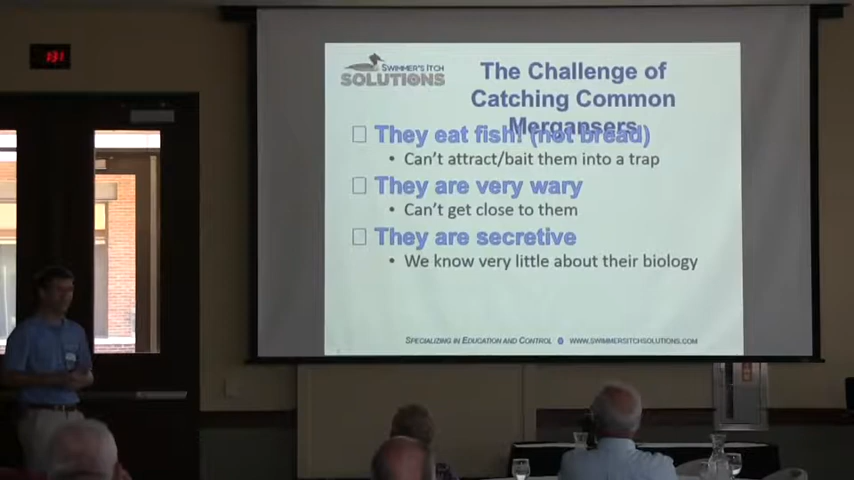 1:31
SWIMMER'S ITCH
SOLUTIONS
The Challenge of
Catching Common
Mergansers
They eat fish! (not bread)
• Can't attract/bait them into a trap
They are very wary
• Can't get close to them
They are secretive
• We know very little about their biology
SPECIALIZING IN EDUCATION AND CONTROL WWW.SWIMMERSITCHSOLUTIONS.COM